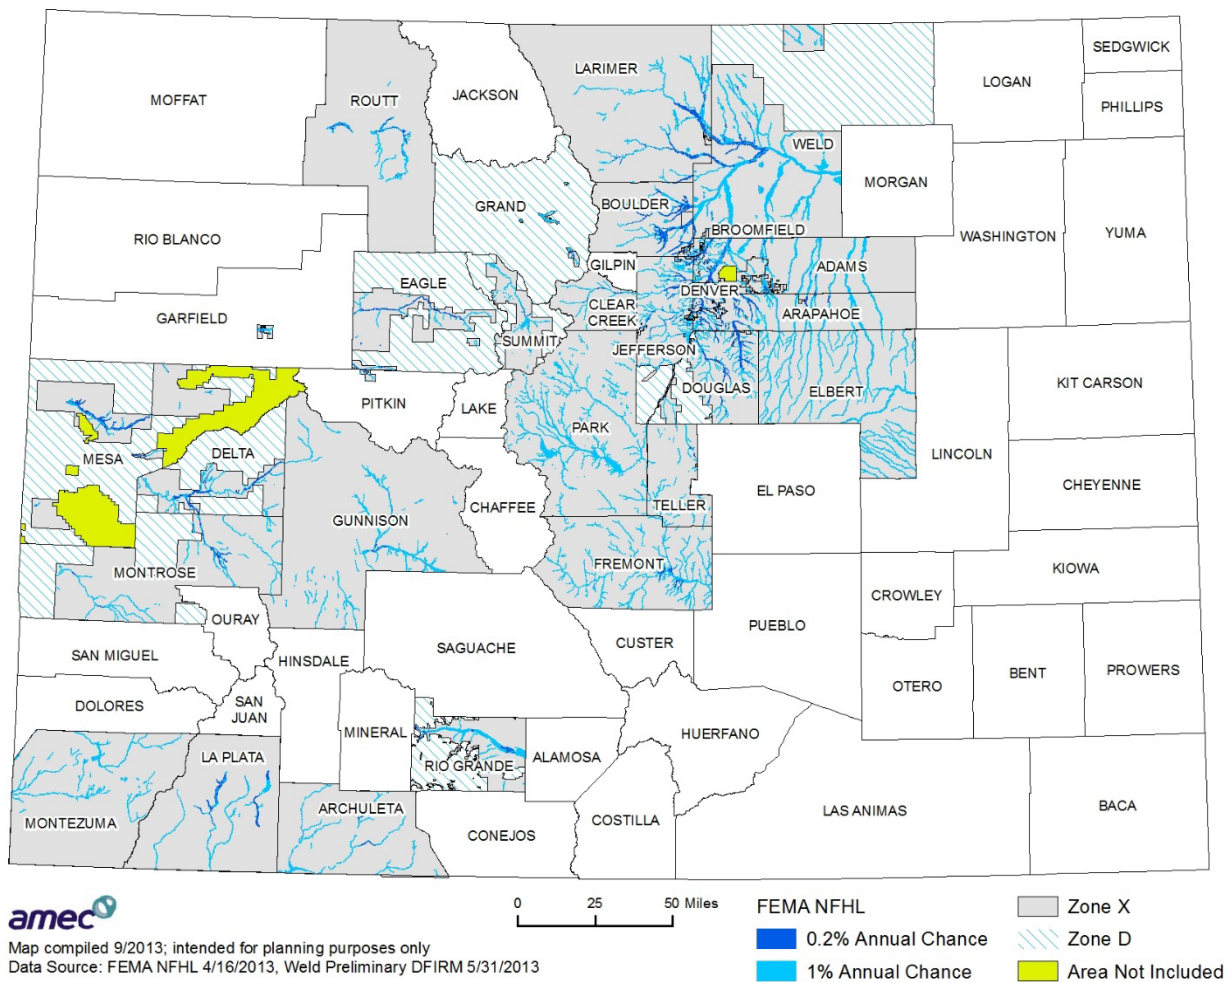 SEDGWICK
LARIMER
LOGAN
MOFFAT
ROUTT
JACKSON
PHILLIPS
WELD
MORGAN
GRAND
BOULDER
RIO BLANCO
BROOMFIELD
WASHINGTON
YUMA
GILPIN
ADAMS
EAGLE
DENVER
GARFIELD
CLEAR
CREEK
ARAPAHOE
SUMMIT
JEFFERSON
KIT CARSON
DOUGLAS
ELBERT
PITKIN
LAKE
PARK
MESA
DELTA
LINCOLN
CHEYENNE
EL PASO
TELLER
CHAFFEE
GUNNISON
FREMONT
MONTROSE
KIOWA
CROWLEY
OURAY
PUEBLO
CUSTER
SAN MIGUEL
HINSDALE
SAGUACHE
BENT
PROWERS
OTERO
DOLORES
SAN
JUAN
MINERAL
HUERFANO
LA PLATA
RIO GRANDE
ALAMOSA
ARCHULETA
LAS ANIMAS
BACA
MONTEZUMA
CONEJOS
COSTILLA
amec
Map compiled 9/2013; intended for planning purposes only
Data Source: FEMA NFHL 4/16/2013, Weld Preliminary DFIRM 5/31/2013
0 25 50 Miles
FEMA NFHL
0.2% Annual Chance
1% Annual Chance
Zone X
Zone D
Area Not Included